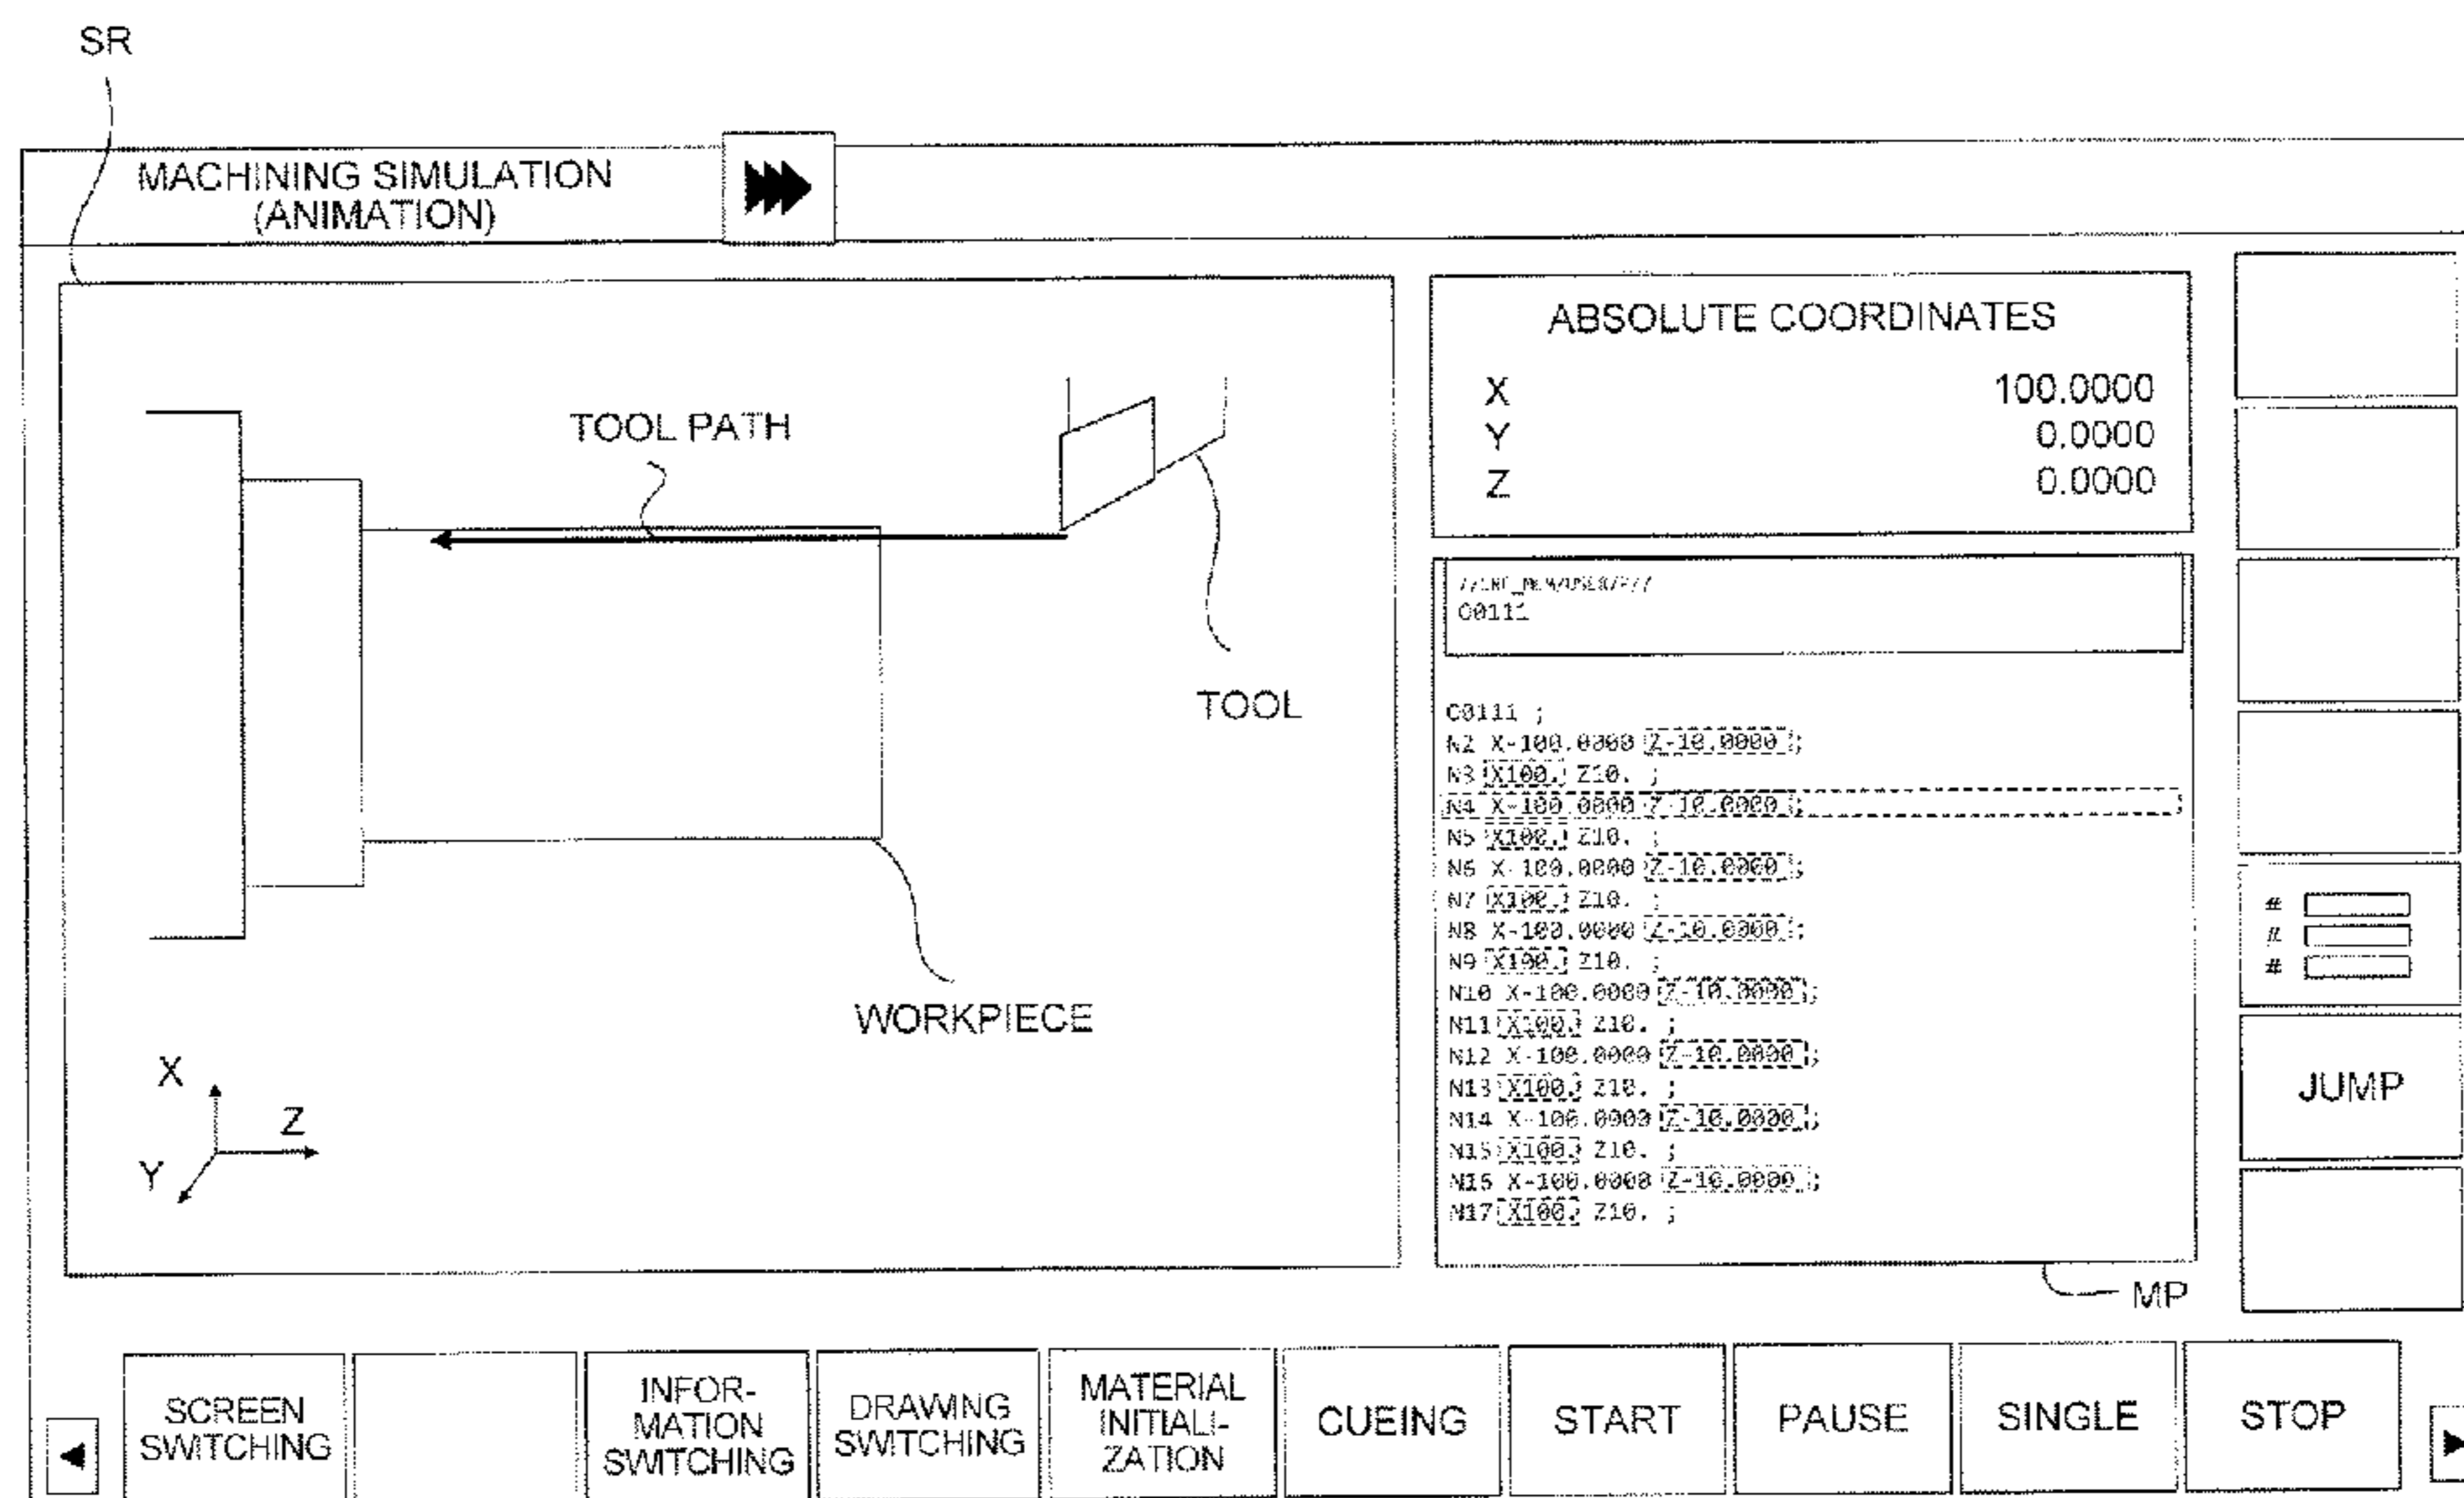 SR
MACHINING SIMULATION
(ANIMATION)
TOOL PATH
TOOL
WORKPIECE
X
Z
Y
ABSOLUTE COORDINATES
X 100.0000
Y 0.0000
Z 0.0000
O0111
O0111 ;
N2 X-100.0000 Z-10.0000 ;
N3 X100. Z10. ;
N4 X-100.0000 Z-10.0000 ;
N5 X100. Z10. ;
N6 X-100.0000 Z-10.0000 ;
N7 X100. Z10. ;
N8 X-100.0000 Z-10.0000 ;
N9 X100. Z10. ;
N10 X-100.0000 Z-10.0000 ;
N11 X100. Z10. ;
N12 X-100.0000 Z-10.0000 ;
N13 X100. Z10. ;
N14 X-100.0000 Z-10.0000 ;
N15 X100. Z10. ;
N16 X-100.0000 Z-10.0000 ;
N17 X100. Z10. ;
MP
#
#
#
JUMP
SCREEN
SWITCHING
INFOR-
MATION
SWITCHING
DRAWING
SWITCHING
MATERIAL
INITIALI-
ZATION
CUEING
START
PAUSE
SINGLE
STOP